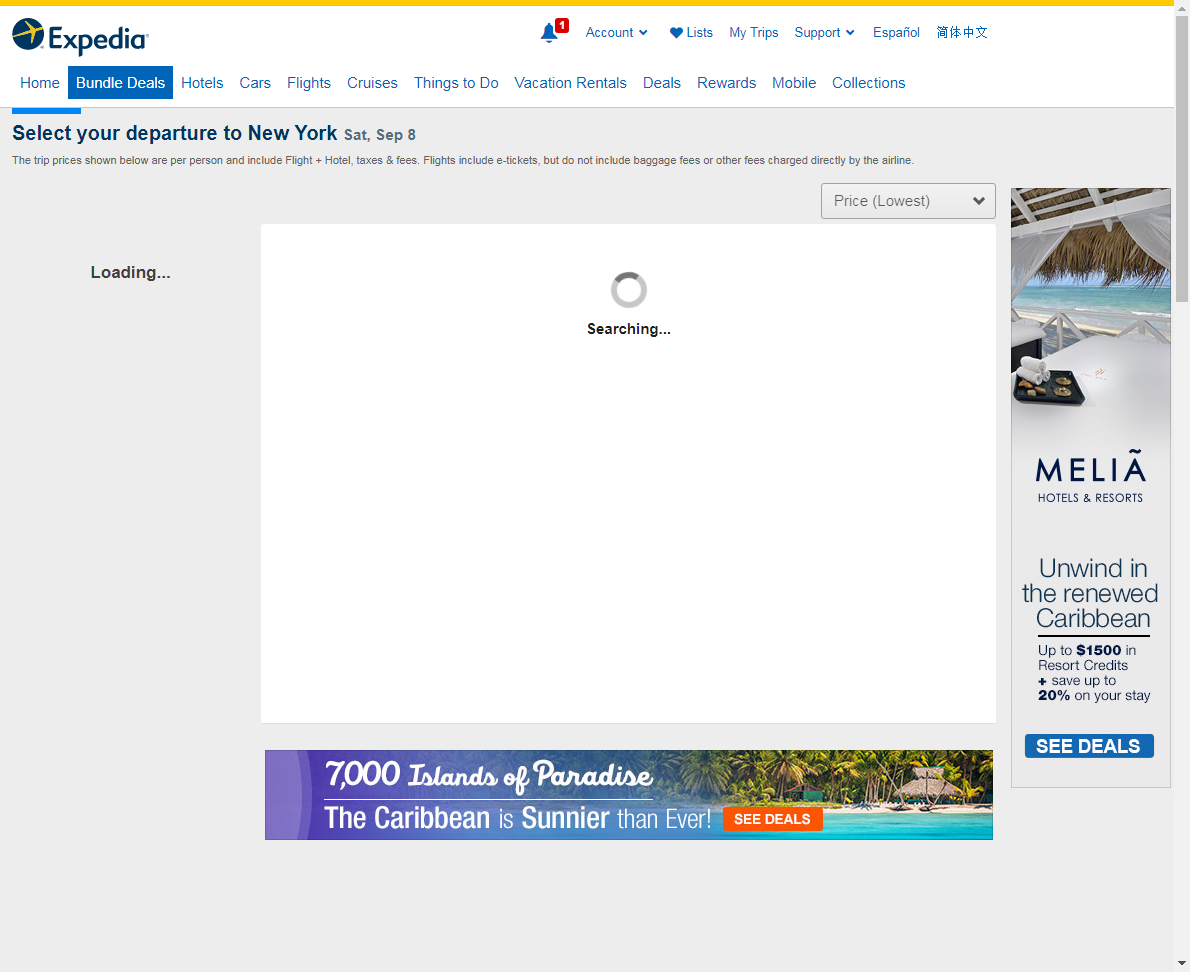 Expedia
1
Account
Lists
My Trips
Support
Español
简体中文
Home
Bundle Deals
Hotels
Cars
Flights
Cruises
Things to Do
Vacation Rentals
Deals
Rewards
Mobile
Collections
Select your departure to New York Sat, Sep 8
The trip prices shown below are per person and include Flight + Hotel, taxes & fees. Flights include e-tickets, but do not include baggage fees or other fees charged directly by the airline.
Price (Lowest)
Loading...
Searching...
MELIÃ
HOTELS & RESORTS
Unwind in
the renewed
Caribbean
Up to $1500 in
Resort Credits
+ save up to
20% on your stay
SEE DEALS
7,000 Islands of Paradise
The Caribbean is Sunnier than Ever!
SEE DEALS